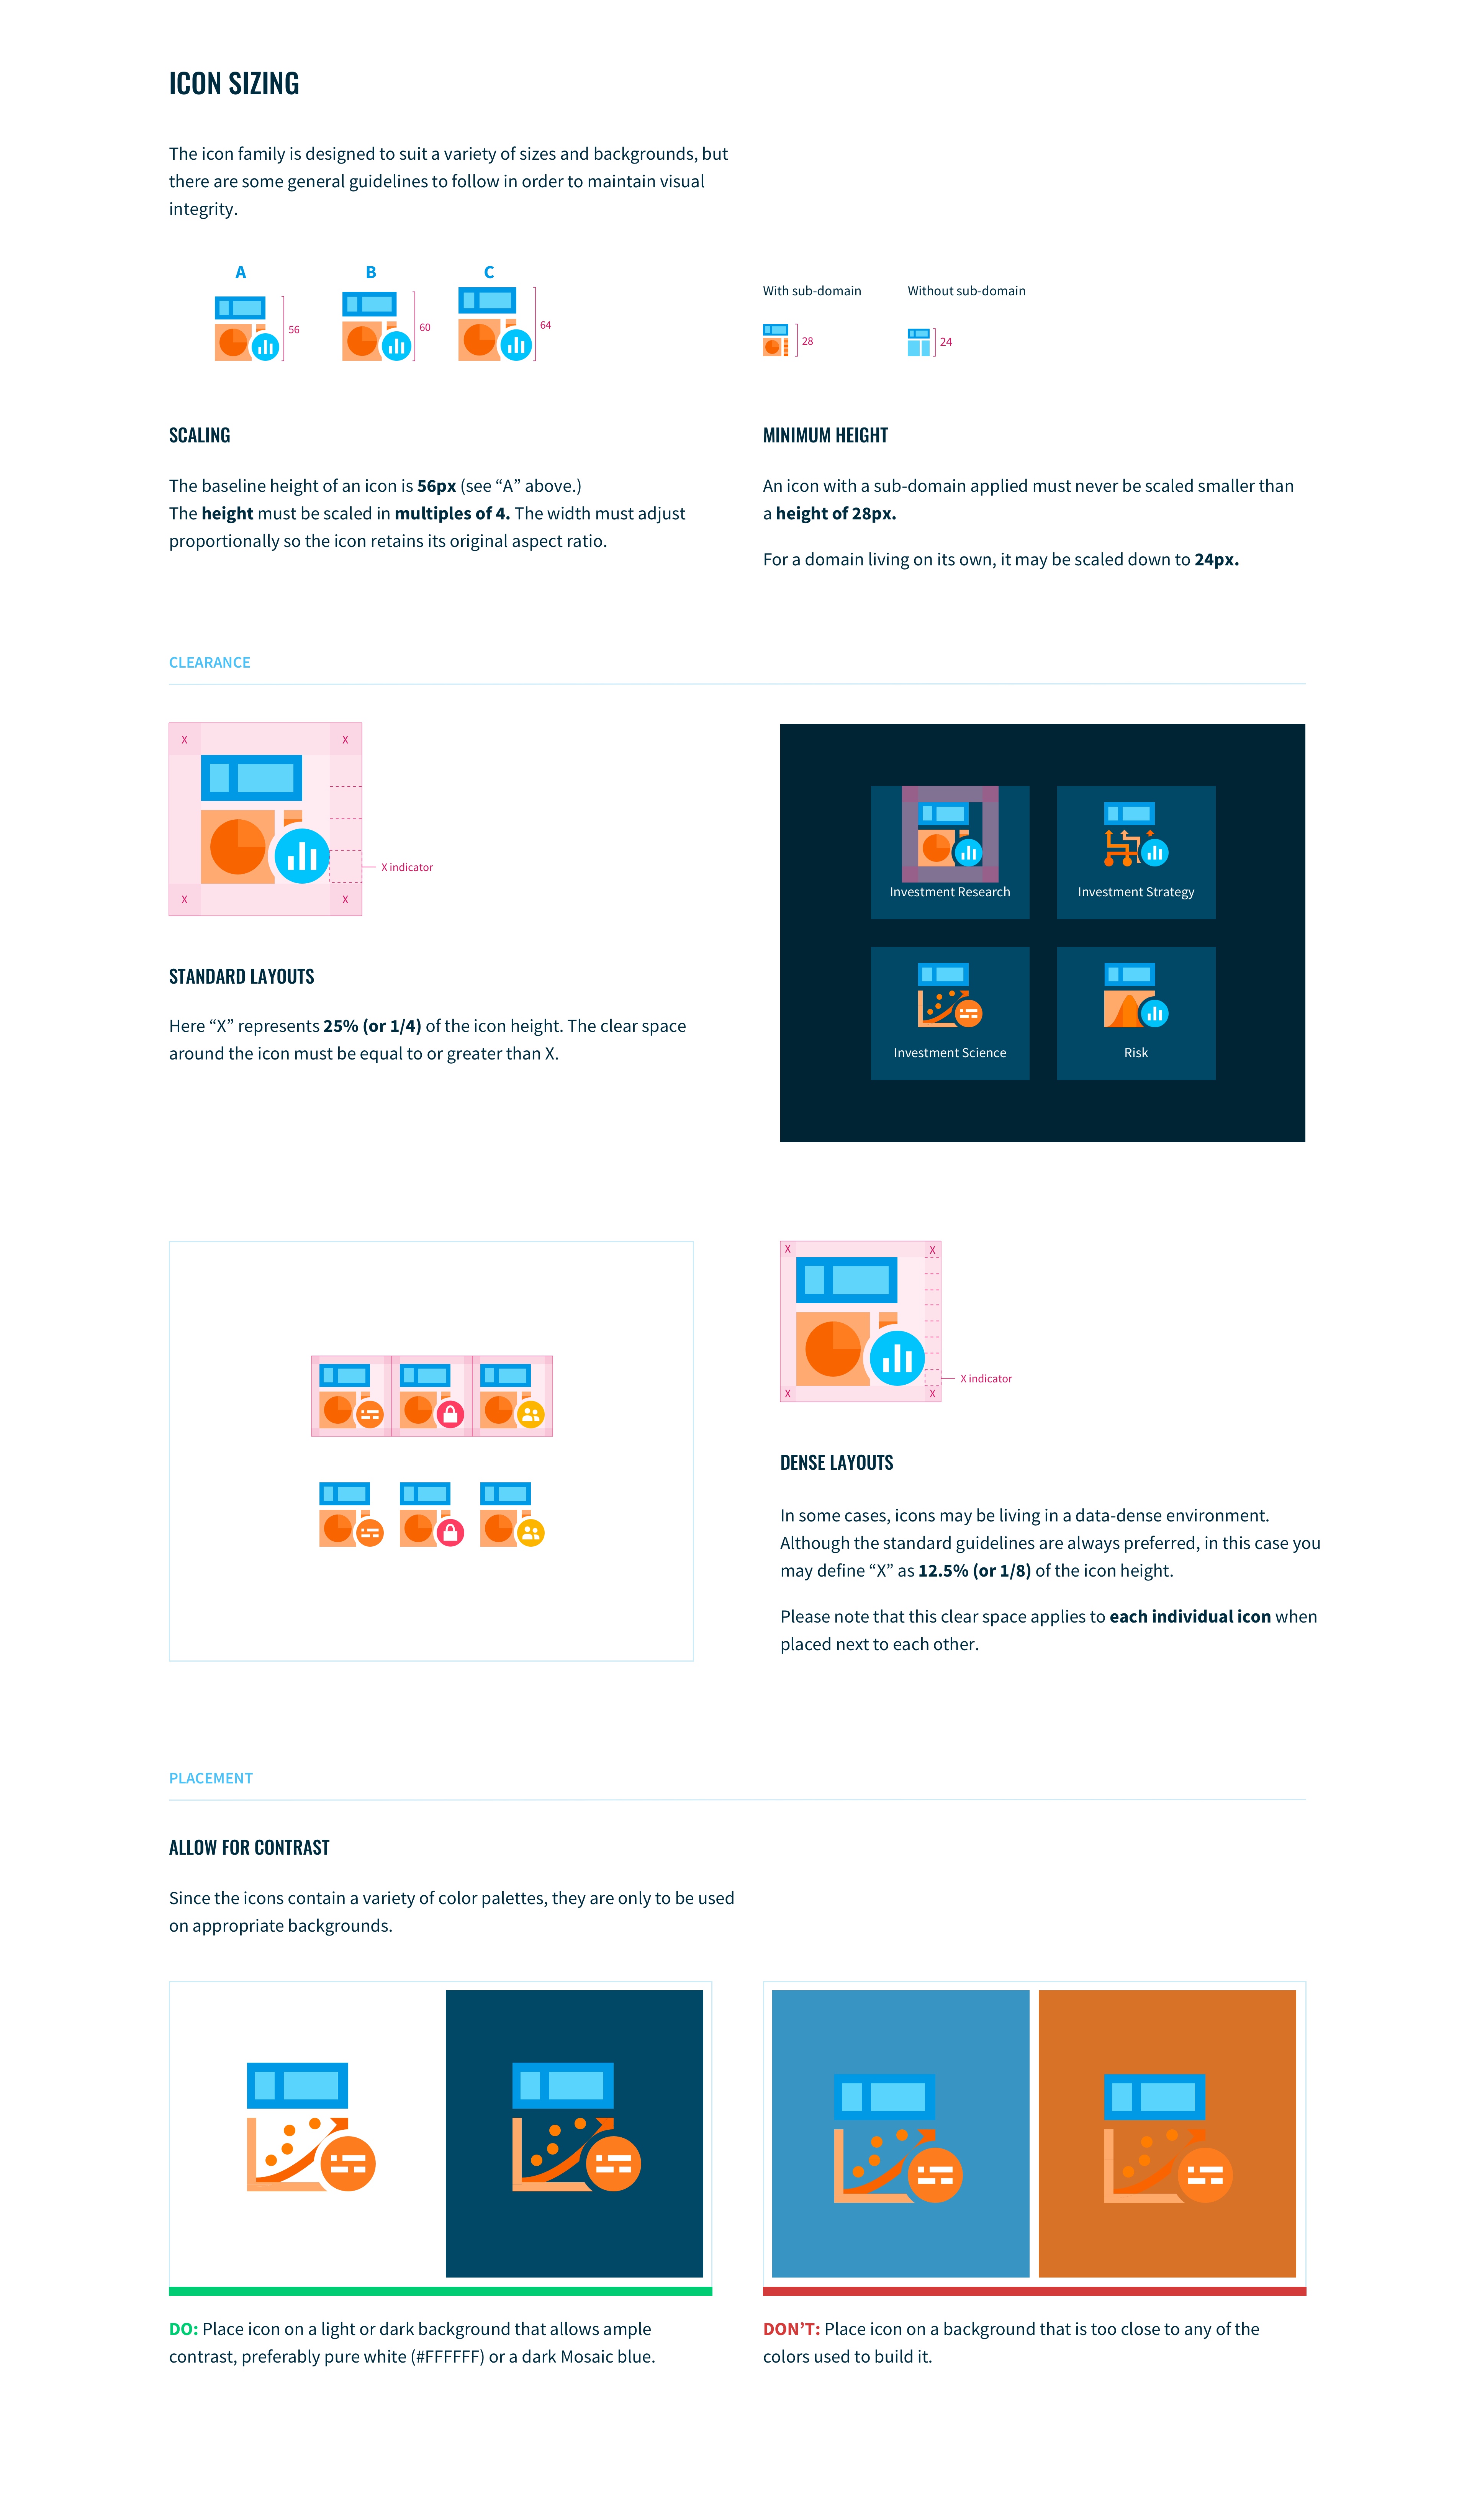 ICON SIZING
The icon family is designed to suit a variety of sizes and backgrounds, but
there are some general guidelines to follow in order to maintain visual
integrity.
A
B
C
56
60
64
With sub-domain
Without sub-domain
28
24
SCALING
The baseline height of an icon is 56px (see “A” above.)
The height must be scaled in multiples of 4. The width must adjust
proportionally so the icon retains its original aspect ratio.
MINIMUM HEIGHT
An icon with a sub-domain applied must never be scaled smaller than
a height of 28px.
For a domain living on its own, it may be scaled down to 24px.
CLEARANCE
X
X
X indicator
X
X
STANDARD LAYOUTS
Here “X” represents 25% (or 1/4) of the icon height. The clear space
around the icon must be equal to or greater than X.
Investment Research
Investment Strategy
Investment Science
Risk
X
X
X indicator
X
X
DENSE LAYOUTS
In some cases, icons may be living in a data-dense environment.
Although the standard guidelines are always preferred, in this case you
may define “X” as 12.5% (or 1/8) of the icon height.
Please note that this clear space applies to each individual icon when
placed next to each other.
PLACEMENT
ALLOW FOR CONTRAST
Since the icons contain a variety of color palettes, they are only to be used
on appropriate backgrounds.
DO: Place icon on a light or dark background that allows ample
contrast, preferably pure white (#FFFFFF) or a dark Mosaic blue.
DON’T: Place icon on a background that is too close to any of the
colors used to build it.